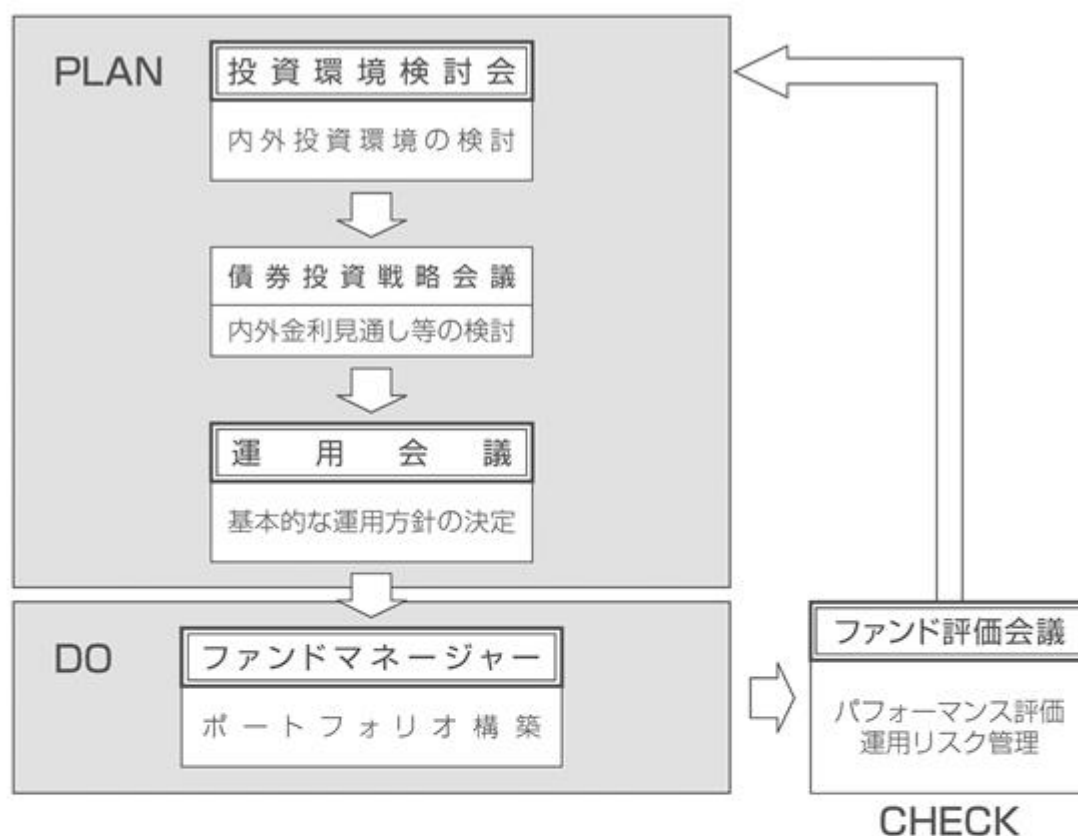 PLAN
投資環境検討会
内外投資環境の検討
債券投資戦略会議
内外金利見通し等の検討
運用会議
基本的な運用方針の決定
DO
ファンドマネージャー
ポートフォリオ構築
ファンド評価会議
パフォーマンス評価
運用リスク管理
CHECK